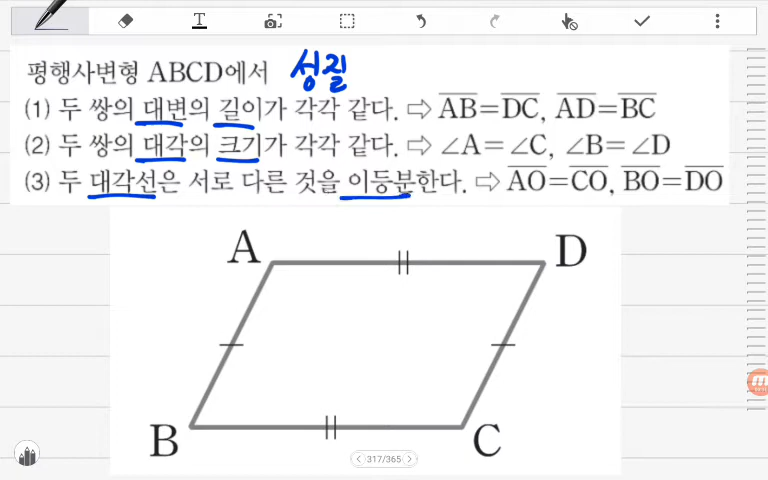 T
평행사변형 ABCD에서 성질
(1) 두 쌍의 대변의 길이가 각각 같다. ⇨ AB=DC, AD=BC
(2) 두 쌍의 대각의 크기가 각각 같다. ⇨ ∠A=∠C, ∠B=∠D
(3) 두 대각선은 서로 다른 것을 이등분한다. ⇨ AO=CO, BO=DO
A
D
B
C
317/365